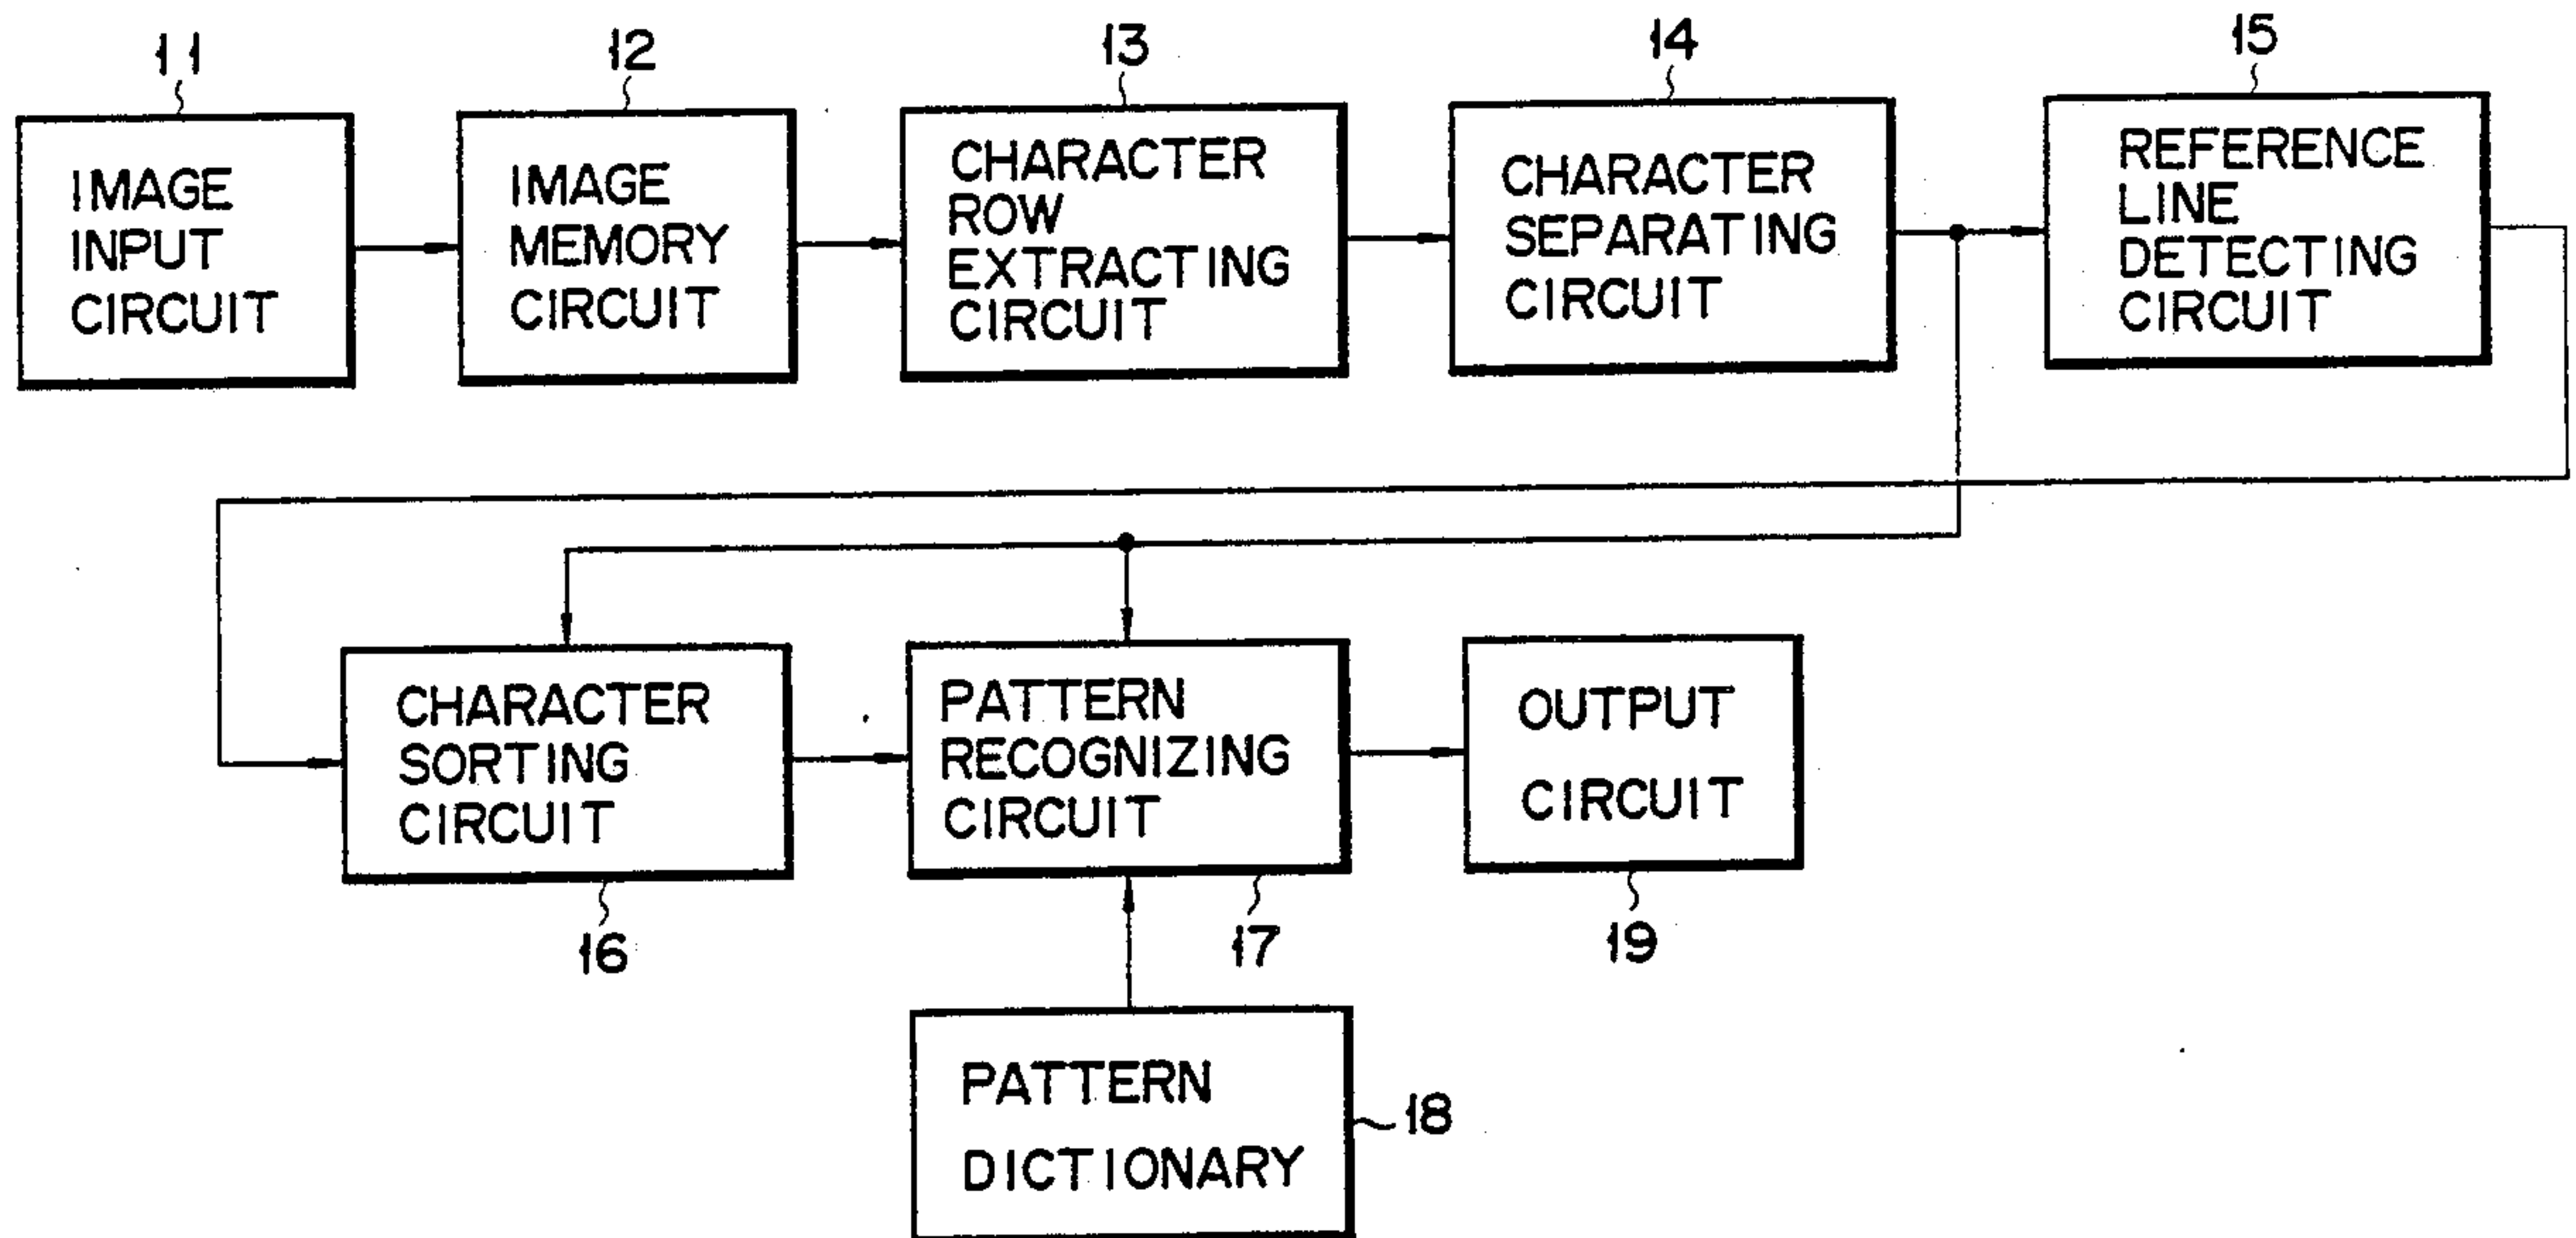 11
12
13
14
15
IMAGE
INPUT
CIRCUIT
IMAGE
MEMORY
CIRCUIT
CHARACTER
ROW
EXTRACTING
CIRCUIT
CHARACTER
SEPARATING
CIRCUIT
REFERENCE
LINE
DETECTING
CIRCUIT
CHARACTER
SORTING
CIRCUIT
PATTERN
RECOGNIZING
CIRCUIT
OUTPUT
CIRCUIT
16
17
19
PATTERN
DICTIONARY
18